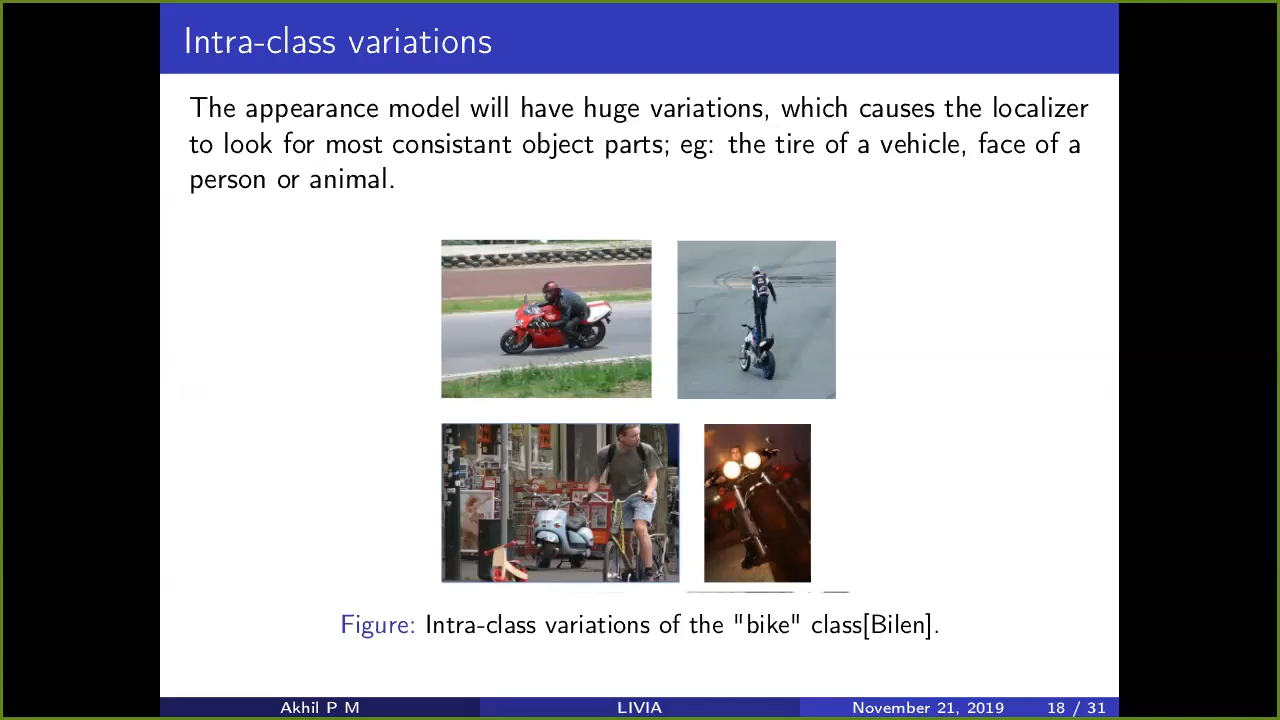 Intra-class variations
The appearance model will have huge variations, which causes the localizer
to look for most consistant object parts; eg: the tire of a vehicle, face of a
person or animal.
Figure: Intra-class variations of the "bike" class[Bilen].
Akhil P M LIVIA November 21, 2019 18 / 31